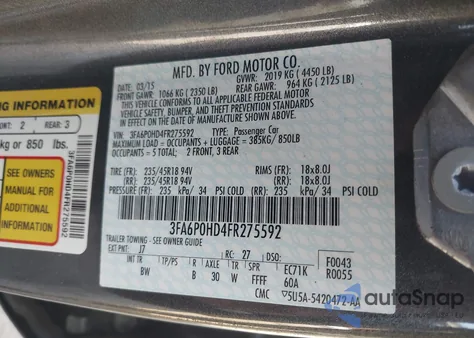 MFD. BY FORD MOTOR CO.
DATE: 03/15
GVWR: 2019 KG ( 4450 LB)
FRONT GAWR: 1066 KG ( 2350 LB)
REAR GAWR: 964 KG ( 2125 LB)
THIS VEHICLE CONFORMS TO ALL APPLICABLE FEDERAL MOTOR
VEHICLE SAFETY, BUMPER, AND THEFT PREVENTION STANDARDS IN
EFFECT ON THE DATE OF MANUFACTURE SHOWN ABOVE.
VIN: 3FA6P0HD4FR275592 TYPE: Passenger Car
MAXIMUM LOAD = OCCUPANTS + LUGGAGE = 385KG / 850LB
OCCUPANTS = 5 TOTAL; 2 FRONT, 3 REAR
TIRE (FR): 235/45R18 94V RIMS (FR): 18x8.0J
(RR): 235/45R18 94V (RR): 18x8.0J
PRESSURE (FR): 235 kPa/ 34 PSI COLD (RR): 235 kPa/ 34 PSI COLD
3FA6P0HD4FR275592
TRAILER TOWING - SEE OWNER GUIDE
EXT PNT: J7 RC: 27 DSO: F0043
R0055
INT TR TP/PS R AXLE TR SPR EC71K
BW B 30 W FFFF 60A
CMC 5U5A-5420472-AA
NG INFORMATION
NT 2 REAR: 3
kg or 850 lbs.
SEE OWNERS
MANUAL FOR
ADDITIONAL
INFORMATION
3FA6P0HD4FR275592
autoSnap